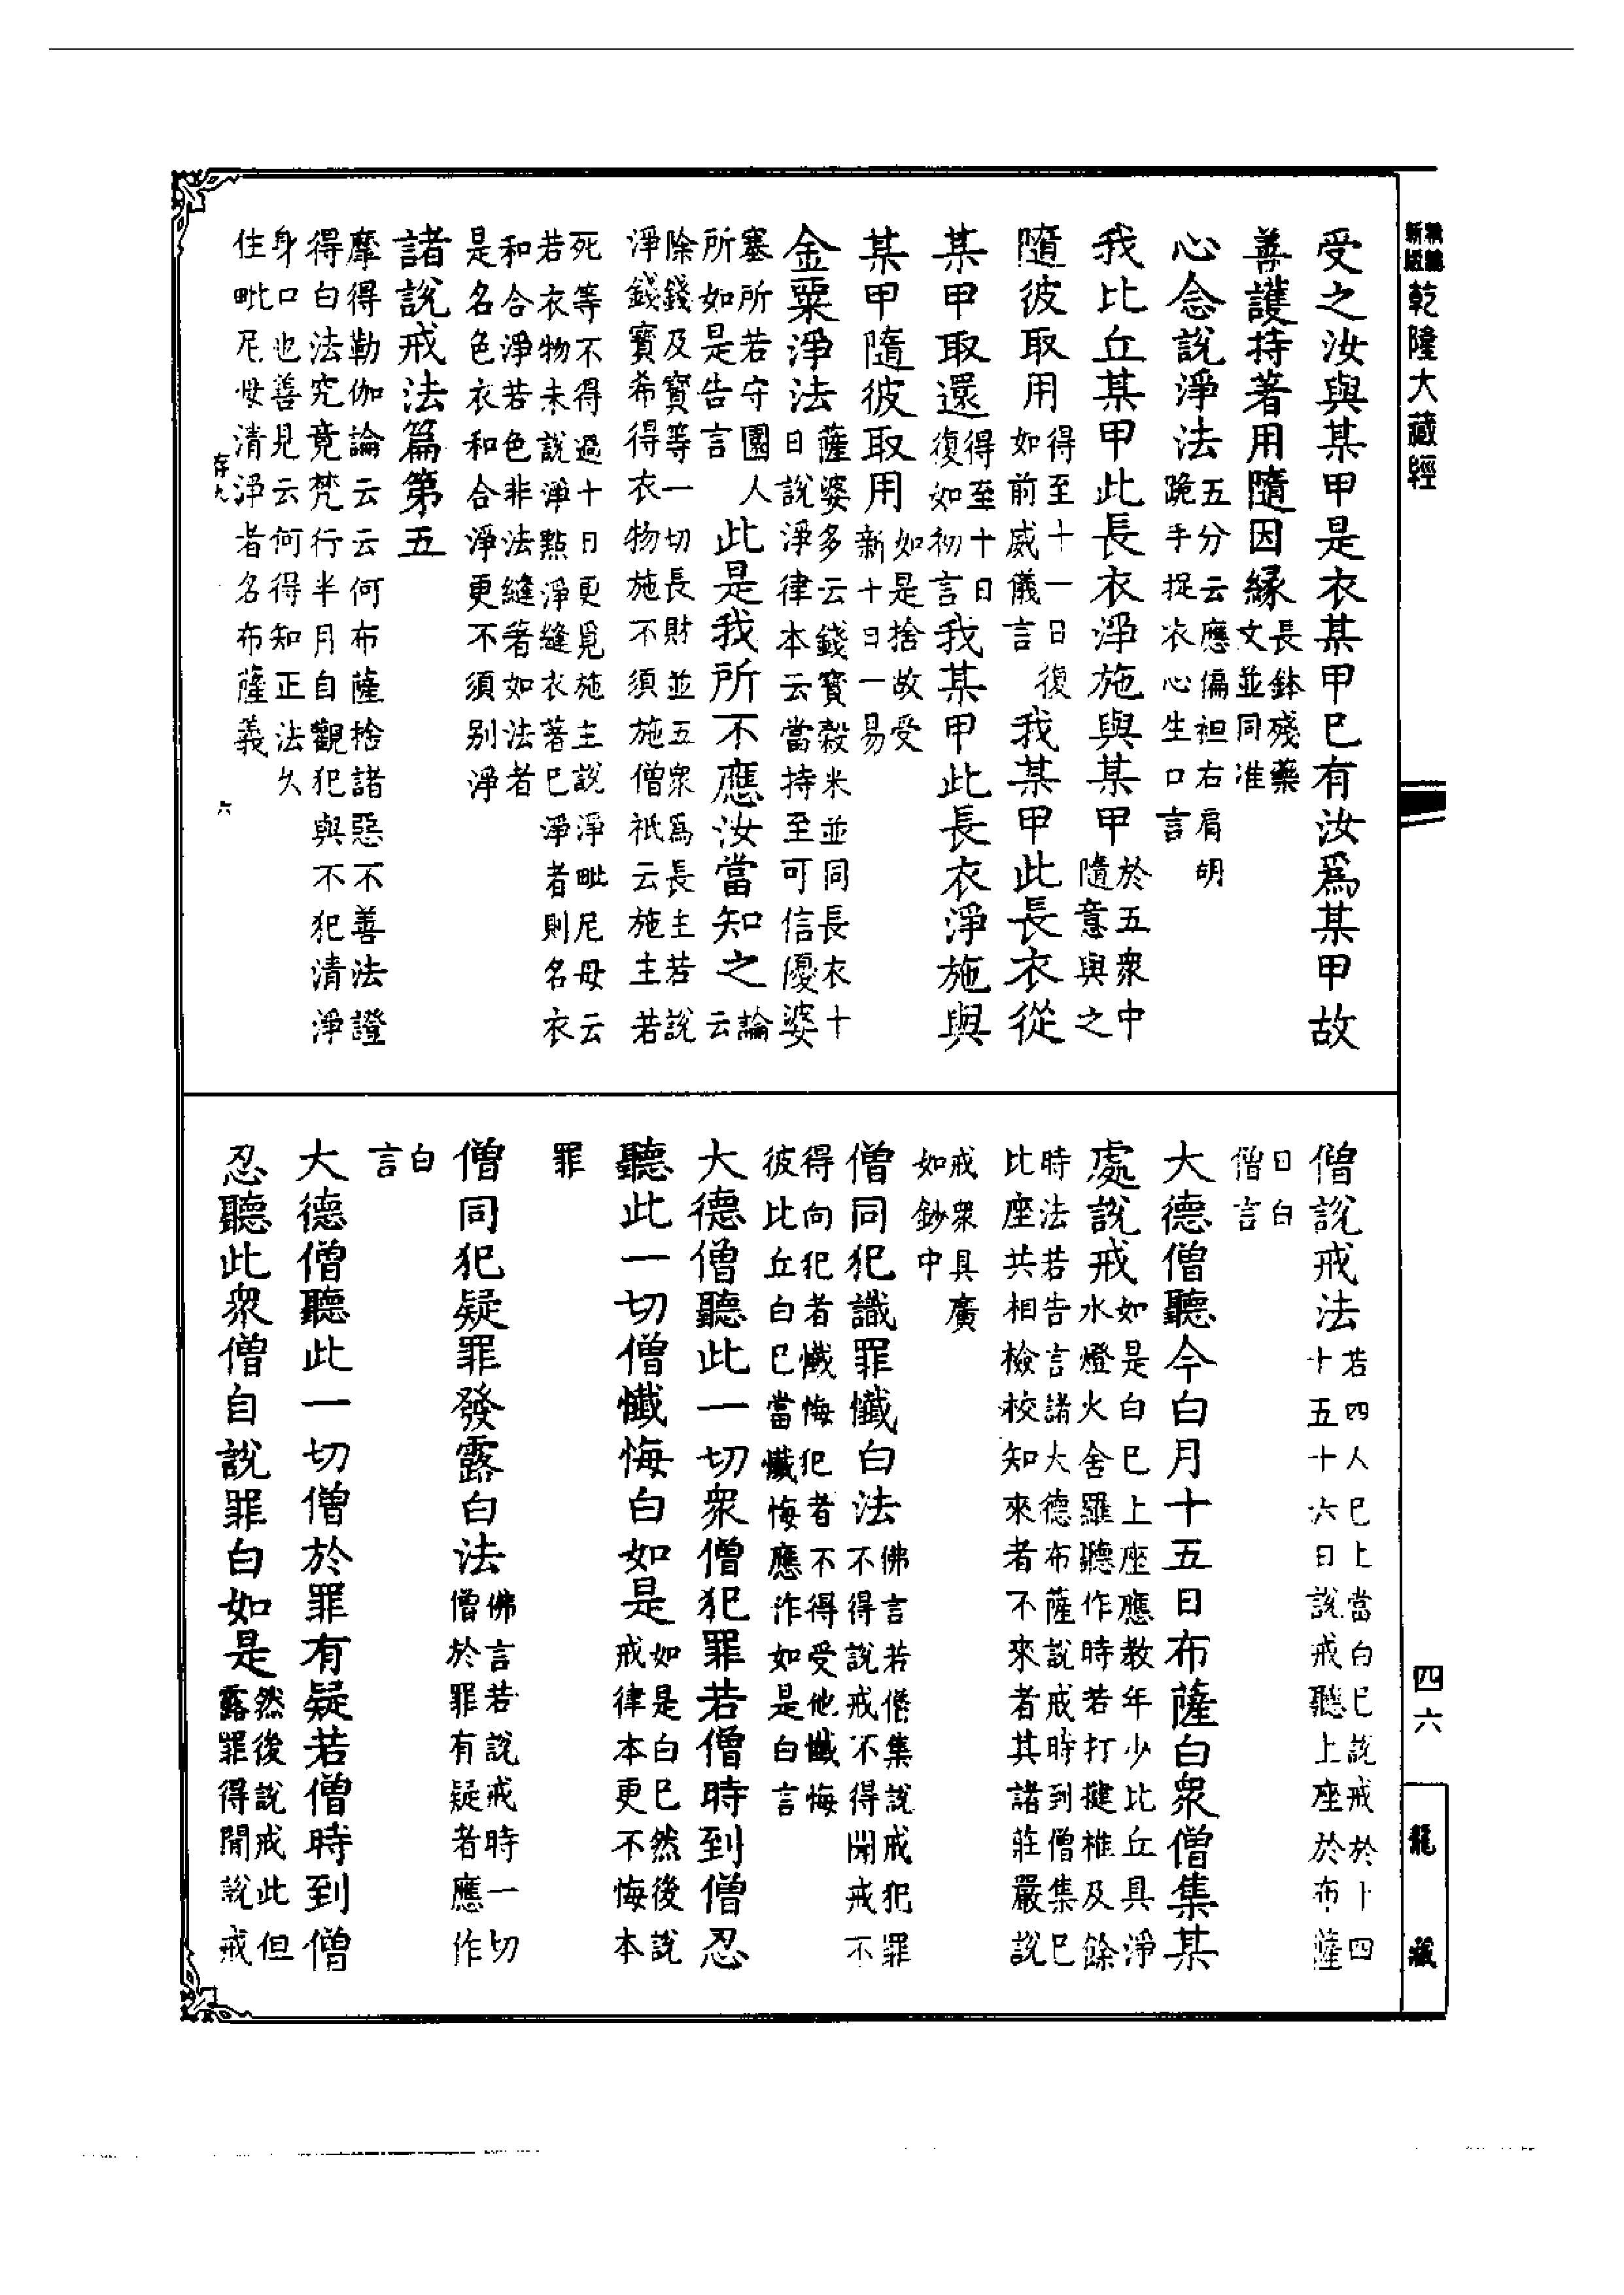 乾隆大藏經
受之汝與某甲是衣某甲已有汝爲某甲故
善護持著用隨因緣長鉢殘藥文並同准
心念說淨法五分云應偏袒右肩胡跪手捉衣心生口言
我比丘某甲此長衣淨施與某甲於五衆中隨意與之
隨彼取用得至十一日復如前威儀言我某甲此長衣從
某甲取還得至十日復如初言我某甲此長衣淨施與
某甲隨彼取用如是捨故受新十日一易
金粟淨法薩婆多云錢寶穀米並同長衣十日說淨律本云當持至可信優婆
塞所若守園人所如是告言此是我所不應汝當知之論云
除錢及寶等一切長財並五衆爲長主若說淨錢寶希得衣物施不須施僧祇云施主若
死等不得過十日更覓施主說淨毗尼母云若衣物未說淨點淨縫衣著已淨者則名衣
和合淨若色非法縫著如法者是名色衣和合淨更不須別淨
諸說戒法篇第五
摩得勒伽論云云何布薩捨諸惡不善法證得白法究竟梵行半月自觀犯與不犯清淨
身口也善見云何得知正法久住毗尼母清淨者名布薩義
六
僧說戒法若四人已上當白已說戒於十四十五十六日說戒聽上座於布薩
日白僧言
大德僧聽今白月十五日布薩白衆僧集某
處說戒如是白已上座應教年少比丘具淨水燈火舍羅聽作時若打揵椎及餘
時法若告言諸大德布薩說戒時到僧集已比座共相檢校知來者不來者其諸莊嚴說
戒衆具廣如鈔中
僧同犯識罪懺白法佛言若僧集說戒犯罪不得說戒不得聞戒不
得向犯者懺悔犯者不得受他懺悔彼比丘白已當懺悔應作如是白言
大德僧聽此一切衆僧犯罪若僧時到僧忍
聽此一切僧懺悔白如是如是白已然後說戒律本更不悔本
罪
僧同犯疑罪發露白法佛言若說戒時一切僧於罪有疑者應作
白言
大德僧聽此一切僧於罪有疑若僧時到僧
忍聽此衆僧自說罪白如是然後說戒此但露罪得聞說戒
四六
龍藏